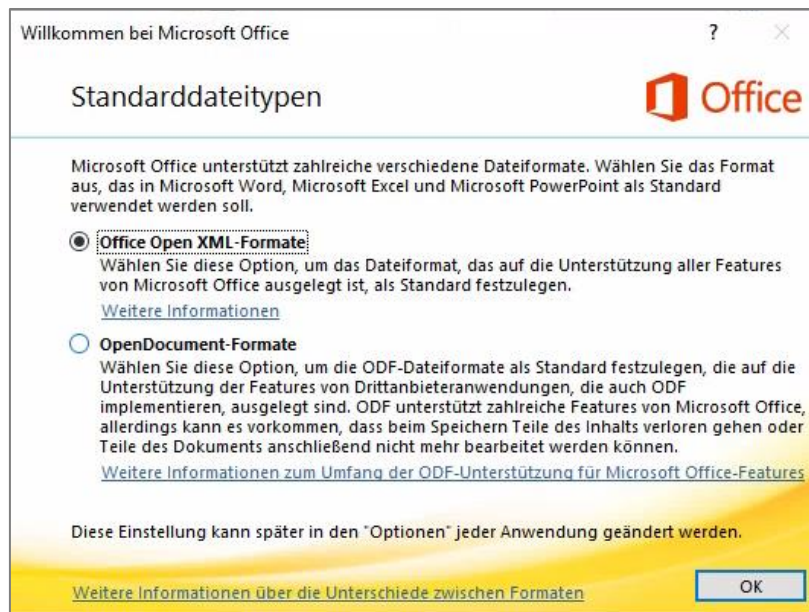 Willkommen bei Microsoft Office
?
Standarddateitypen
Office
Microsoft Office unterstützt zahlreiche verschiedene Dateiformate. Wählen Sie das Format
aus, das in Microsoft Word, Microsoft Excel und Microsoft PowerPoint als Standard
verwendet werden soll.
Office Open XML-Formate
Wählen Sie diese Option, um das Dateiformat, das auf die Unterstützung aller Features
von Microsoft Office ausgelegt ist, als Standard festzulegen.
Weitere Informationen
OpenDocument-Formate
Wählen Sie diese Option, um die ODF-Dateiformate als Standard festzulegen, die auf die
Unterstützung der Features von Drittanbieteranwendungen, die auch ODF
implementieren, ausgelegt sind. ODF unterstützt zahlreiche Features von Microsoft Office,
allerdings kann es vorkommen, dass beim Speichern Teile des Inhalts verloren gehen oder
Teile des Dokuments anschließend nicht mehr bearbeitet werden können.
Weitere Informationen zum Umfang der ODF-Unterstützung für Microsoft Office-Features
Diese Einstellung kann später in den "Optionen" jeder Anwendung geändert werden.
Weitere Informationen über die Unterschiede zwischen Formaten
OK